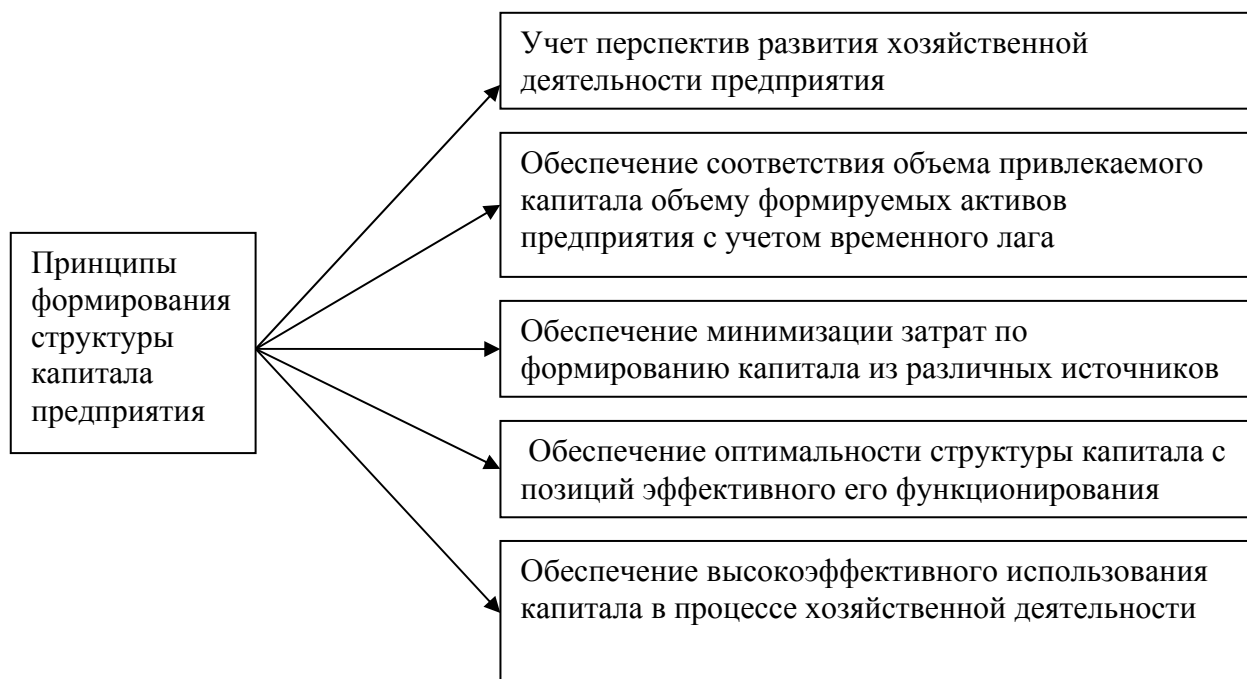 Принципы
формирования
структуры
капитала
предприятия
Учет перспектив развития хозяйственной
деятельности предприятия
Обеспечение соответствия объема привлекаемого
капитала объему формируемых активов
предприятия с учетом временного лага
Обеспечение минимизации затрат по
формированию капитала из различных источников
Обеспечение оптимальности структуры капитала с
позиций эффективного его функционирования
Обеспечение высокоэффективного использования
капитала в процессе хозяйственной деятельности